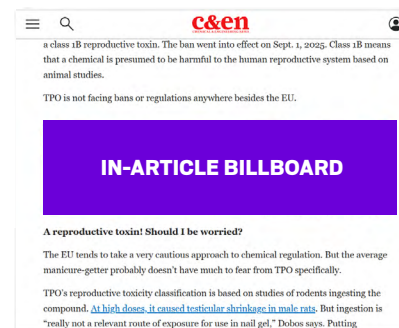 c&en
CHEMICAL & ENGINEERING NEWS
a class 1B reproductive toxin. The ban went into effect on Sept. 1, 2025. Class 1B means
that a chemical is presumed to be harmful to the human reproductive system based on
animal studies.
TPO is not facing bans or regulations anywhere besides the EU.
IN-ARTICLE BILLBOARD
A reproductive toxin! Should I be worried?
The EU tends to take a very cautious approach to chemical regulation. But the average
manicure-getter probably doesn't have much to fear from TPO specifically.
TPO's reproductive toxicity classification is based on studies of rodents ingesting the
compound. At high doses, it caused testicular shrinkage in male rats. But ingestion is
"really not a relevant route of exposure for use in nail gel," Dobos says. Putting